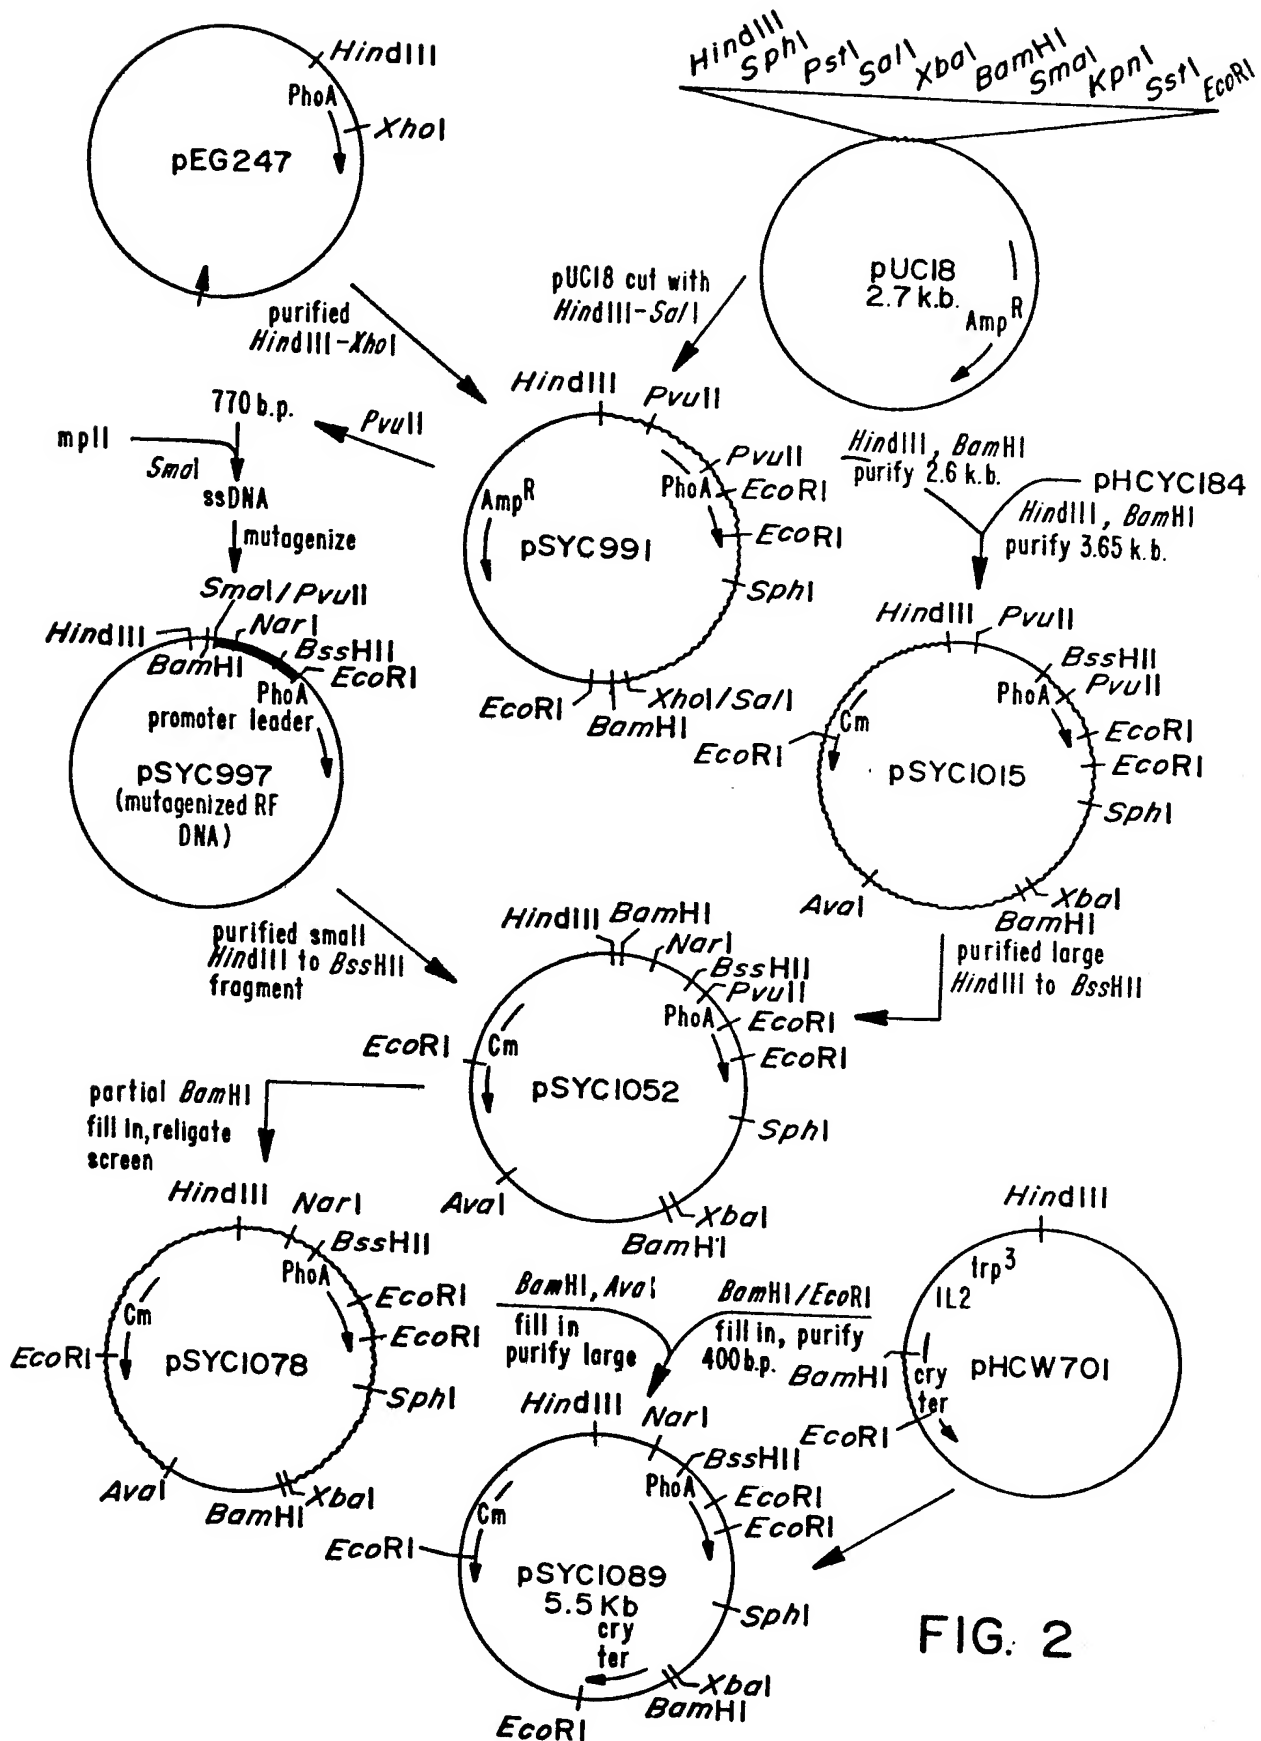 HindIII
SphI
PstI
SalI
XbaI
BamHI
SmaI
KpnI
SstI
EcoRI
HindIII
PhoA
XhoI
pEG247
pUC18
2.7 k.b.
AmpR
purified
HindIII-XhoI
pUC18 cut with
HindIII-SalI
HindIII
PvuII
PvuII
PhoA
EcoRI
EcoRI
SphI
AmpR
pSYC991
XhoI/SalI
BamHI
EcoRI
PvuII
770 b.p.
mp11
SmaI
ssDNA
mutagenize
HindIII, BamHI
purify 2.6 k.b.
pHCYC184
HindIII, BamHI
purify 3.65 k.b.
SmaI/PvuII
HindIII
NarI
BamHI
BssHII
EcoRI
PhoA
promoter leader
pSYC997
(mutagenized RF
DNA)
HindIII
PvuII
BssHII
PhoA
PvuII
Cm
EcoRI
EcoRI
EcoRI
pSYC1015
SphI
AvaI
XbaI
BamHI
purified small
HindIII to BssHII
fragment
purified large
HindIII to BssHII
HindIII
BamHI
NarI
BssHII
PvuII
PhoA
EcoRI
EcoRI
EcoRI
Cm
pSYC1052
SphI
AvaI
XbaI
BamHI
partial BamHI
fill in, religate
screen
HindIII
NarI
BssHII
PhoA
Cm
EcoRI
EcoRI
EcoRI
pSYC1078
SphI
AvaI
XbaI
BamHI
BamHI, AvaI
fill in
purify large
BamHI/EcoRI
fill in, purify
400 b.p.
HindIII
trp3
IL2
BamHI
cry
ter
pHCW701
EcoRI
HindIII
NarI
BssHII
PhoA
EcoRI
EcoRI
Cm
EcoRI
pSYC1089
5.5 Kb
cry
ter
SphI
XbaI
BamHI
EcoRI
FIG. 2